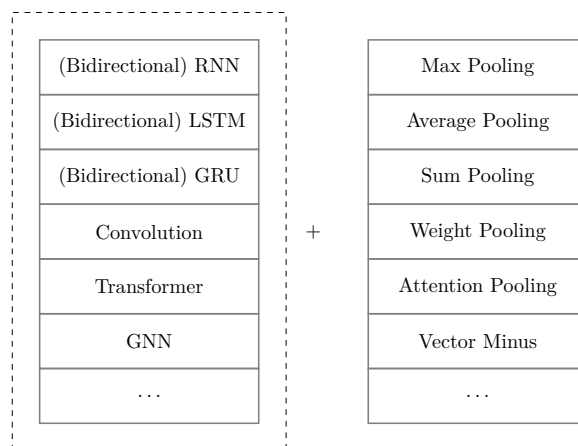 (Bidirectional) RNN
(Bidirectional) LSTM
(Bidirectional) GRU
Convolution
Transformer
GNN
...
+
Max Pooling
Average Pooling
Sum Pooling
Weight Pooling
Attention Pooling
Vector Minus
...